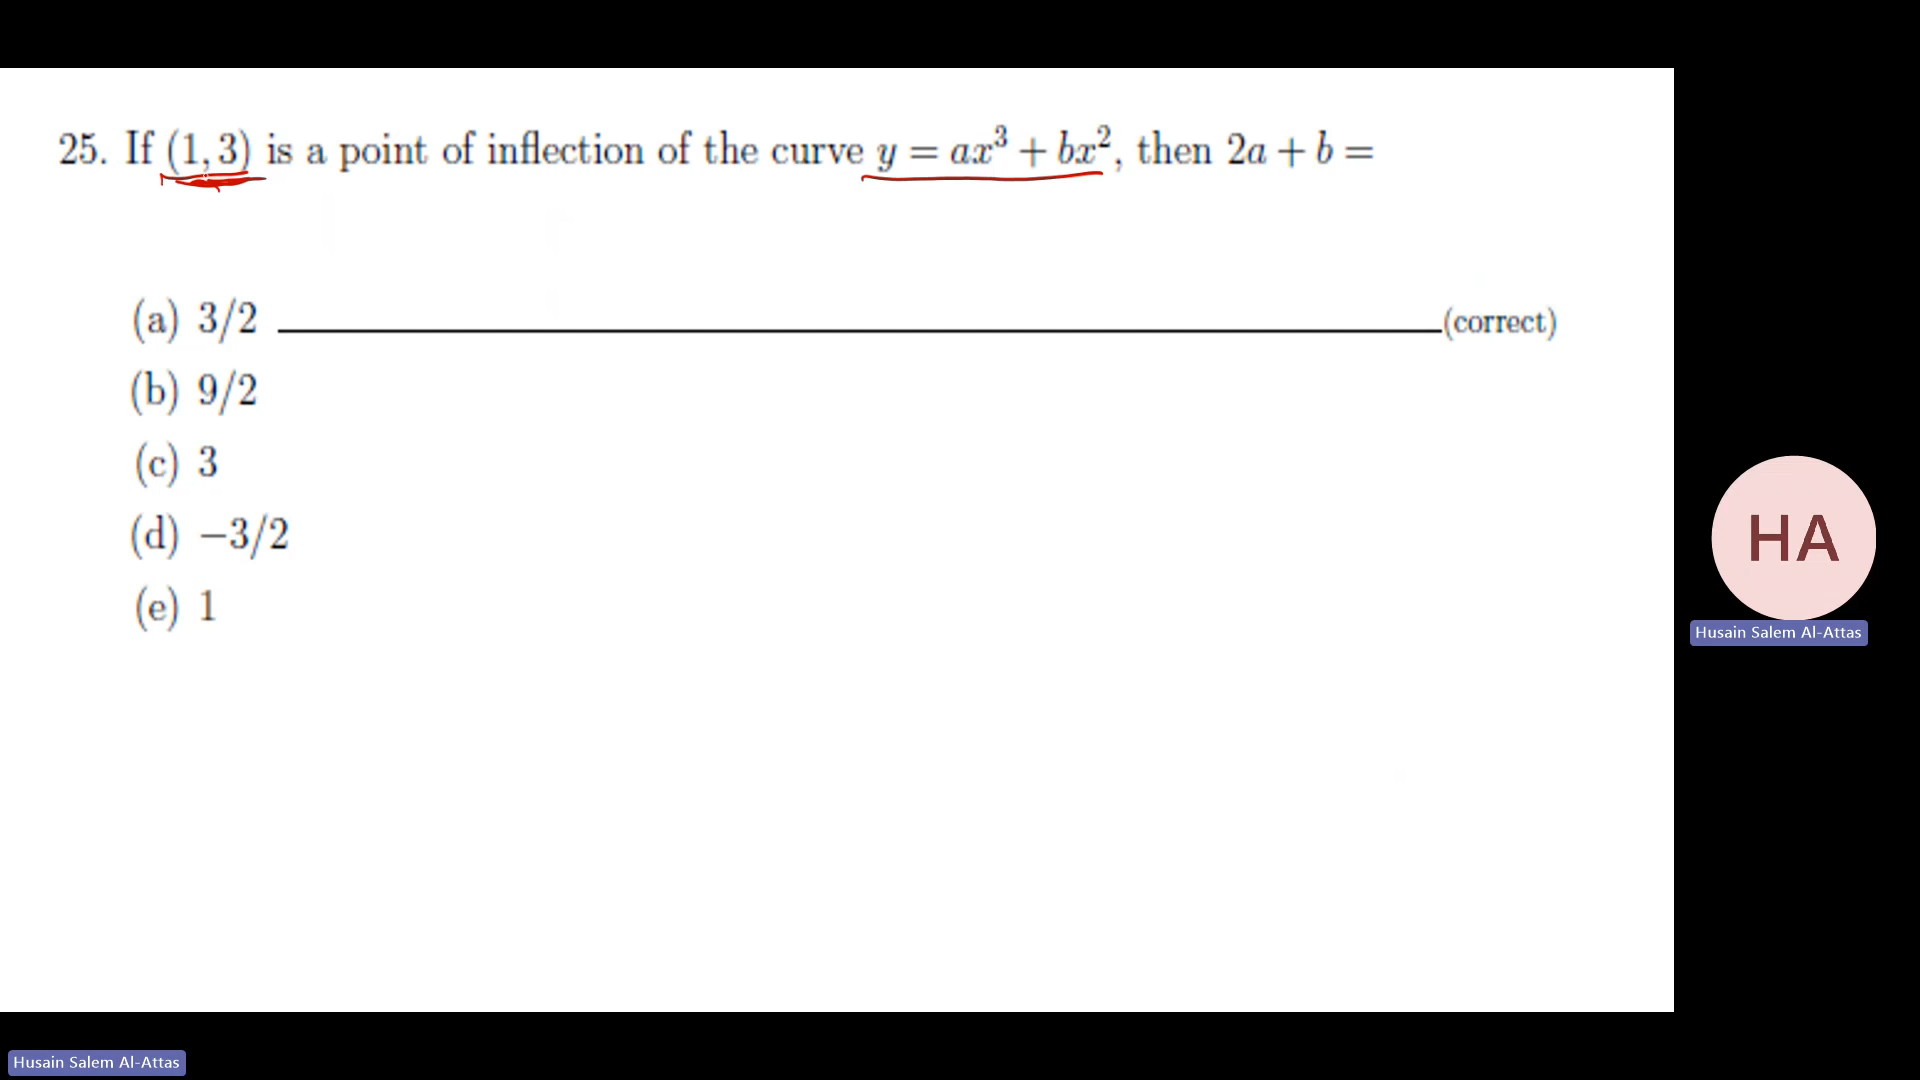 25. If (1, 3) is a point of inflection of the curve y = ax³ + bx², then 2a + b =
(a) 3/2 (correct)
(b) 9/2
(c) 3
(d) −3/2
(e) 1
HA
Husain Salem Al-Attas
Husain Salem Al-Attas